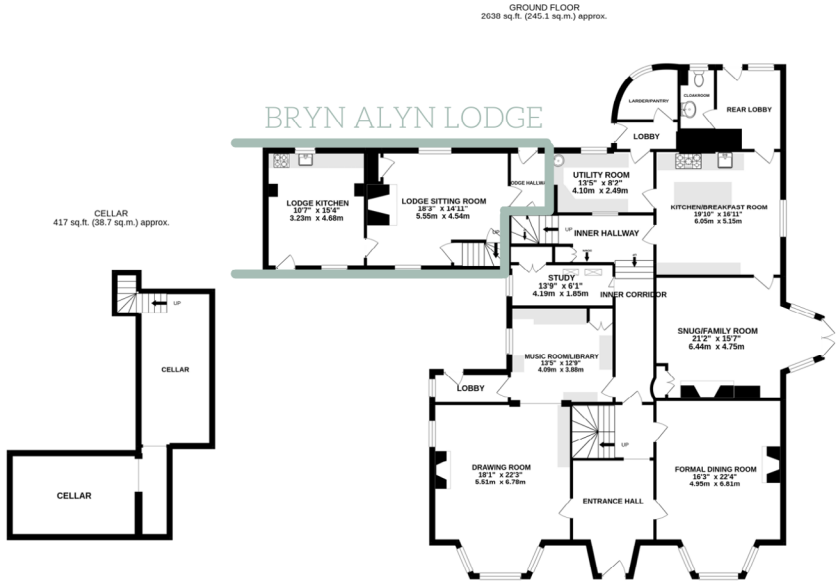 GROUND FLOOR
2638 sq.ft. (245.1 sq.m.) approx.
BRYN ALYN LODGE
LARDER/PANTRY
CLOAKROOM
REAR LOBBY
LOBBY
UTILITY ROOM
13'5" x 8'2"
4.10m x 2.49m
LODGE HALLWAY
LODGE KITCHEN
10'7" x 15'4"
3.23m x 4.68m
LODGE SITTING ROOM
18'3" x 14'11"
5.55m x 4.54m
KITCHEN/BREAKFAST ROOM
19'10" x 16'11"
6.05m x 5.15m
CELLAR
417 sq.ft. (38.7 sq.m.) approx.
UP
UP
INNER HALLWAY
STUDY
13'9" x 6'1"
4.19m x 1.85m
INNER CORRIDOR
UP
CELLAR
SNUG/FAMILY ROOM
21'2" x 15'7"
6.44m x 4.75m
MUSIC ROOM/LIBRARY
13'5" x 12'9"
4.09m x 3.88m
LOBBY
UP
DRAWING ROOM
18'1" x 22'3"
5.51m x 6.78m
FORMAL DINING ROOM
16'3" x 22'4"
4.95m x 6.81m
CELLAR
ENTRANCE HALL